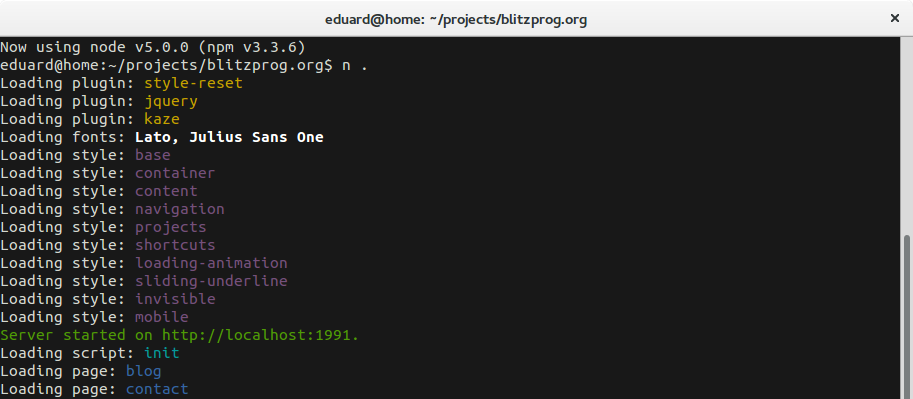 eduard@home: ~/projects/blitzprog.org
Now using node v5.0.0 (npm v3.3.6)
eduard@home:~/projects/blitzprog.org$ n .
Loading plugin: style-reset
Loading plugin: jquery
Loading plugin: kaze
Loading fonts: Lato, Julius Sans One
Loading style: base
Loading style: container
Loading style: content
Loading style: navigation
Loading style: projects
Loading style: shortcuts
Loading style: loading-animation
Loading style: sliding-underline
Loading style: invisible
Loading style: mobile
Server started on http://localhost:1991.
Loading script: init
Loading page: blog
Loading page: contact